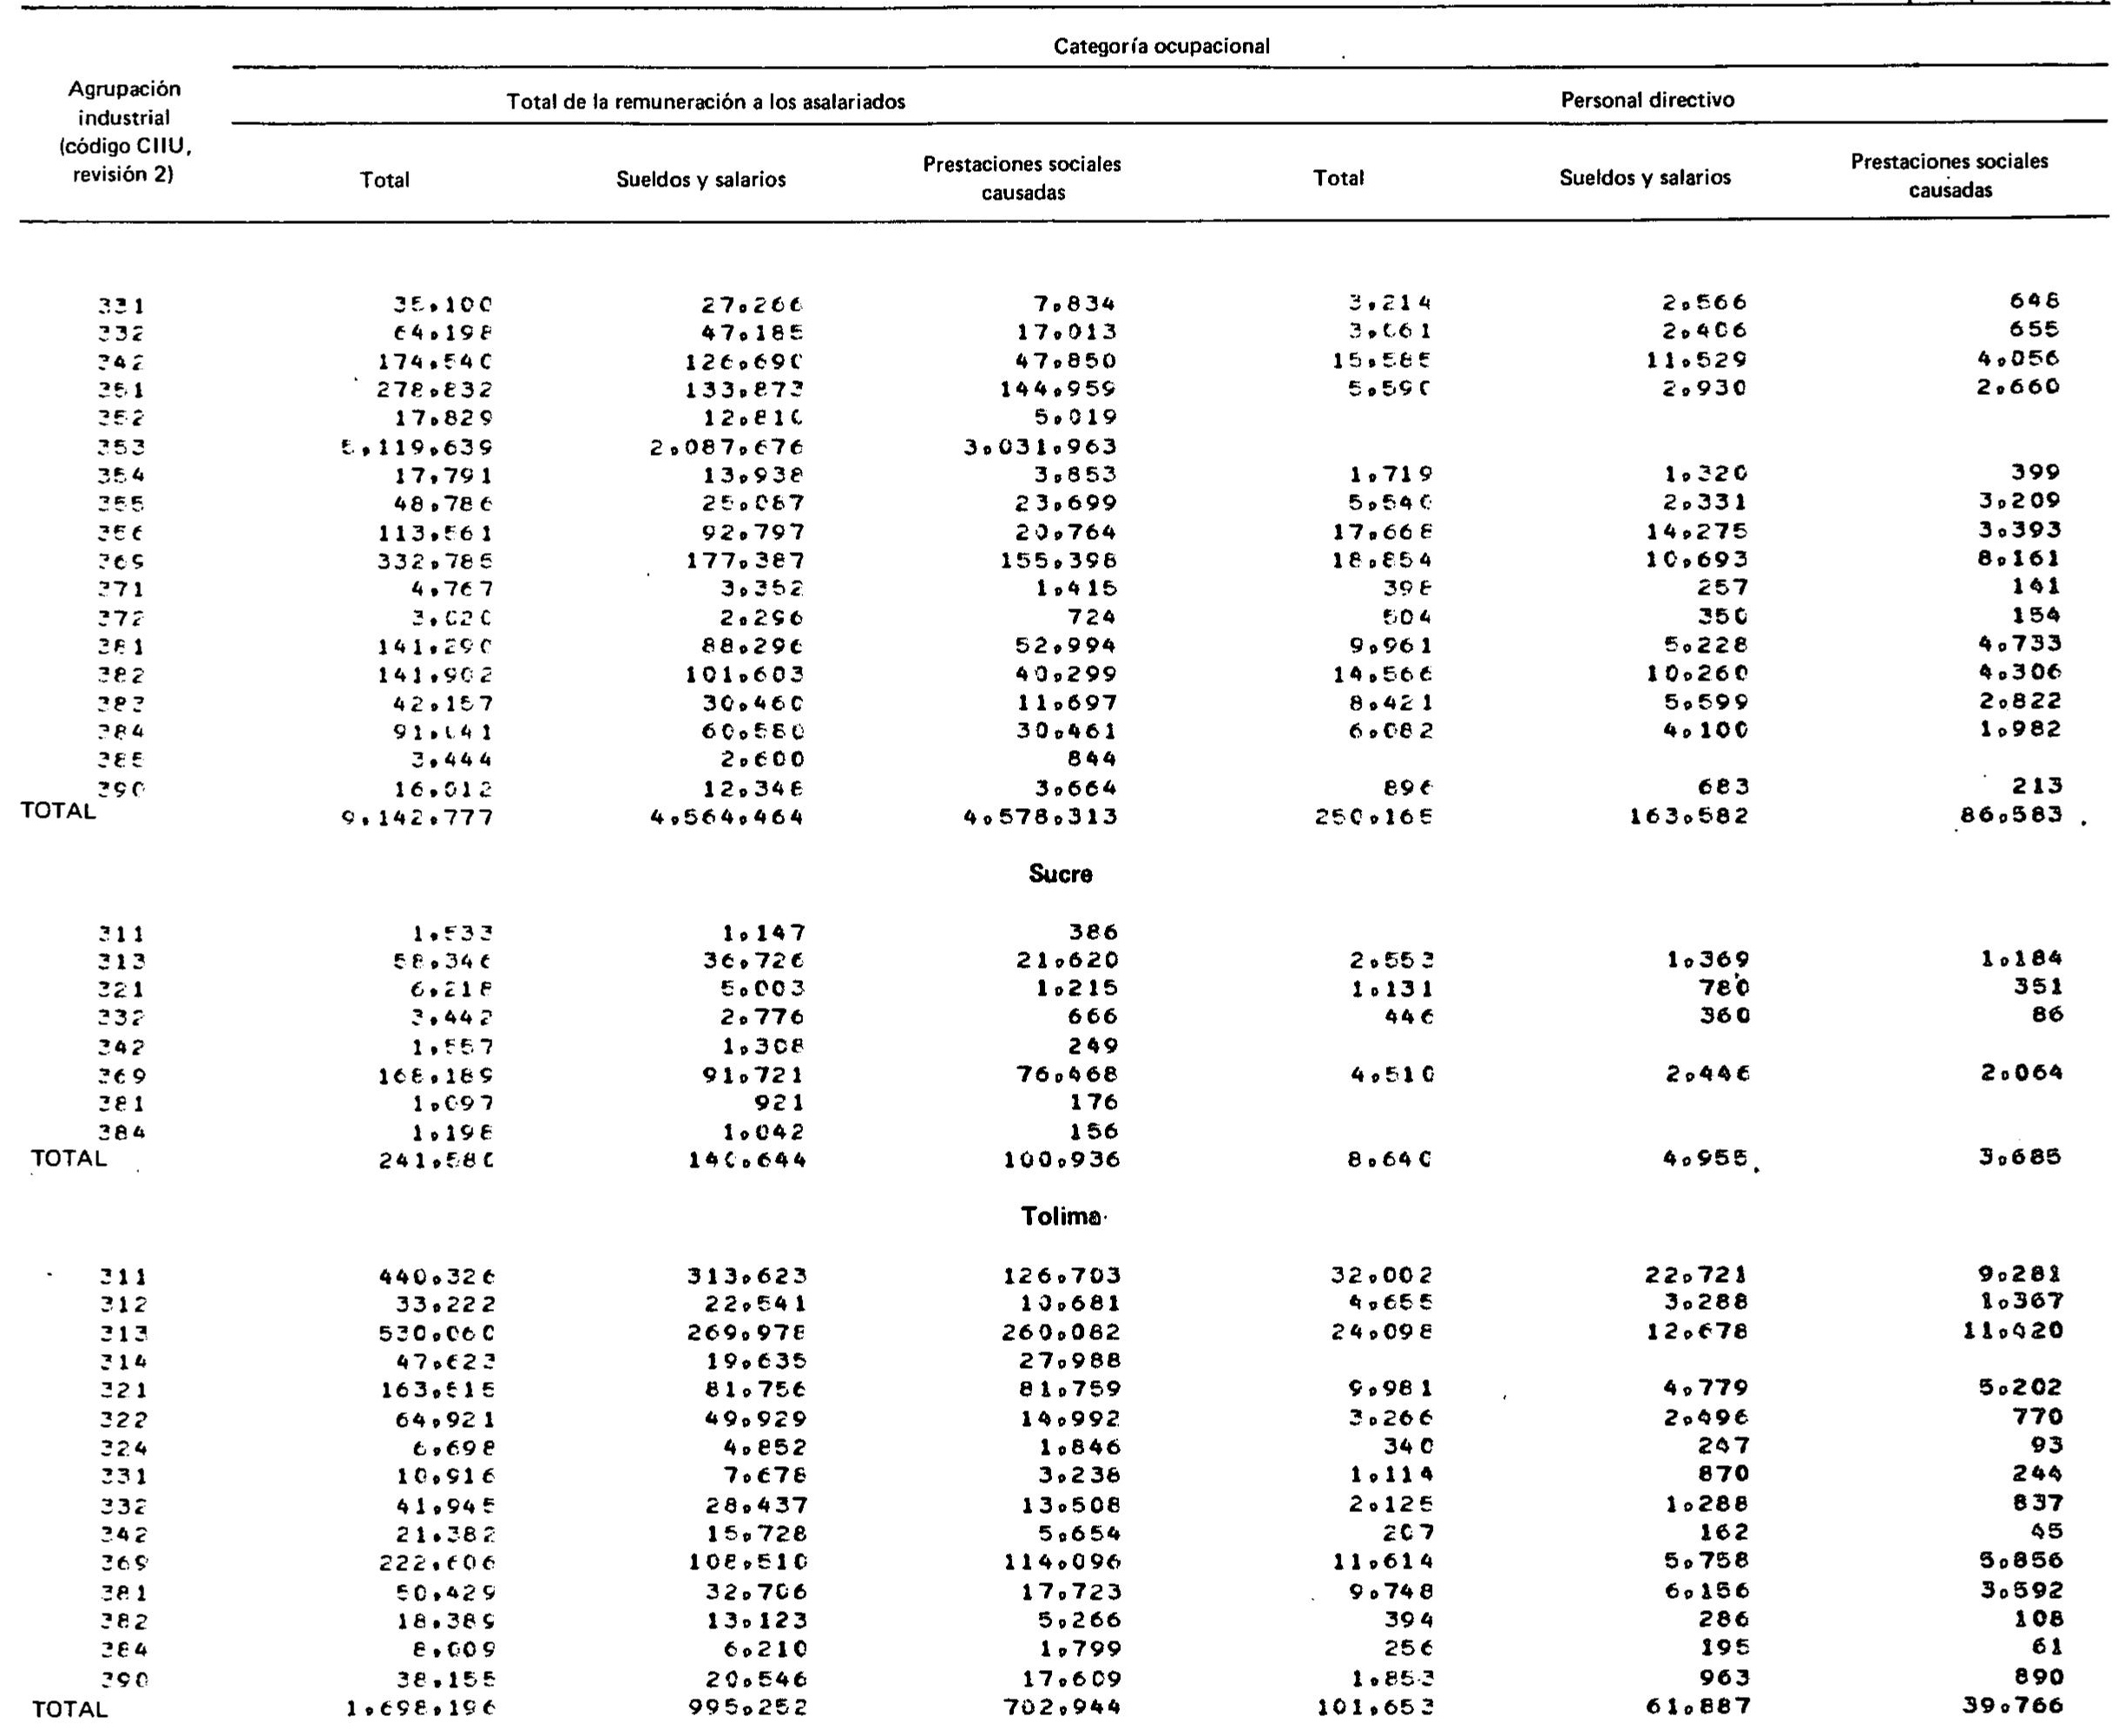 Categoría ocupacional
Agrupación industrial (código CIIU, revisión 2)
Total de la remuneración a los asalariados Personal directivo
Total Sueldos y salarios Prestaciones sociales causadas Total Sueldos y salarios Prestaciones sociales causadas
331 35,100 27,266 7,834 3,214 2,566 648
332 64,198 47,185 17,013 3,061 2,406 655
342 174,540 126,690 47,850 15,585 11,529 4,056
351 278,832 133,873 144,959 5,590 2,930 2,660
352 17,829 12,810 5,019
353 5,119,639 2,087,676 3,031,963
354 17,791 13,938 3,853 1,719 1,320 399
355 48,786 25,087 23,699 5,540 2,331 3,209
356 113,561 92,797 20,764 17,668 14,275 3,393
369 332,785 177,387 155,398 18,854 10,693 8,161
371 4,767 3,352 1,415 398 257 141
372 3,020 2,296 724 504 350 154
381 141,290 88,296 52,994 9,961 5,228 4,733
382 141,902 101,603 40,299 14,566 10,260 4,306
383 42,157 30,460 11,697 8,421 5,599 2,822
384 91,041 60,580 30,461 6,082 4,100 1,982
385 3,444 2,600 844
390 16,012 12,348 3,664 896 683 213
TOTAL 9,142,777 4,564,464 4,578,313 250,165 163,582 86,583
Sucre
311 1,533 1,147 386
313 58,346 36,726 21,620 2,553 1,369 1,184
321 6,218 5,003 1,215 1,131 780 351
332 3,442 2,776 666 446 360 86
342 1,557 1,308 249
369 168,189 91,721 76,468 4,510 2,446 2,064
381 1,097 921 176
384 1,198 1,042 156
TOTAL 241,580 140,644 100,936 8,640 4,955 3,685
Tolima
311 440,326 313,623 126,703 32,002 22,721 9,281
312 33,222 22,541 10,681 4,655 3,288 1,367
313 530,060 269,978 260,082 24,098 12,678 11,420
314 47,623 19,635 27,988
321 163,515 81,756 81,759 9,981 4,779 5,202
322 64,921 49,929 14,992 3,266 2,496 770
324 6,698 4,852 1,846 340 247 93
331 10,916 7,678 3,238 1,114 870 244
332 41,945 28,437 13,508 2,125 1,288 837
342 21,382 15,728 5,654 207 162 45
369 222,606 108,510 114,096 11,614 5,758 5,856
381 50,429 32,706 17,723 9,748 6,156 3,592
382 18,389 13,123 5,266 394 286 108
384 8,009 6,210 1,799 256 195 61
390 38,155 20,546 17,609 1,853 963 890
TOTAL 1,698,196 995,252 702,944 101,653 61,887 39,766